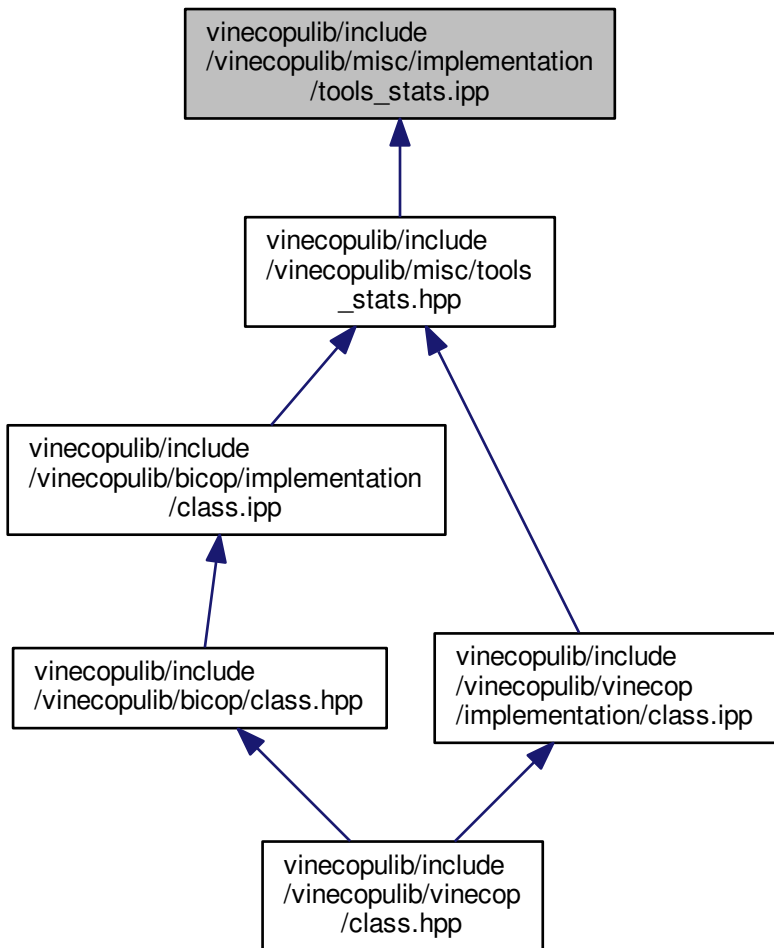 vinecopulib/include
/vinecopulib/misc/implementation
/tools_stats.ipp
vinecopulib/include
/vinecopulib/misc/tools
_stats.hpp
vinecopulib/include
/vinecopulib/bicop/implementation
/class.ipp
vinecopulib/include
/vinecopulib/bicop/class.hpp
vinecopulib/include
/vinecopulib/vinecop
/implementation/class.ipp
vinecopulib/include
/vinecopulib/vinecop
/class.hpp